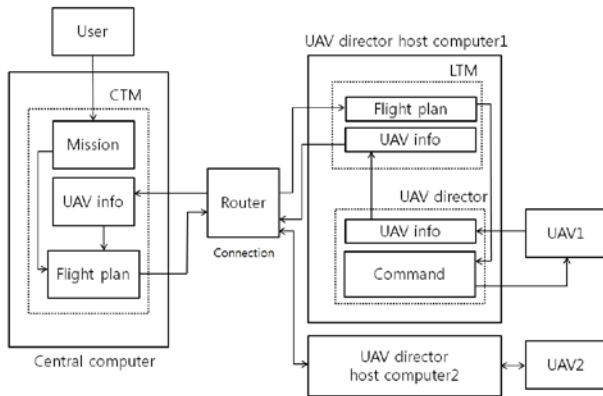 User
UAV director host computer1
CTM
LTM
Mission
Flight plan
UAV info
UAV info
Router
UAV director
Connection
UAV info
UAV1
Flight plan
Command
Central computer
UAV director
host computer2
UAV2